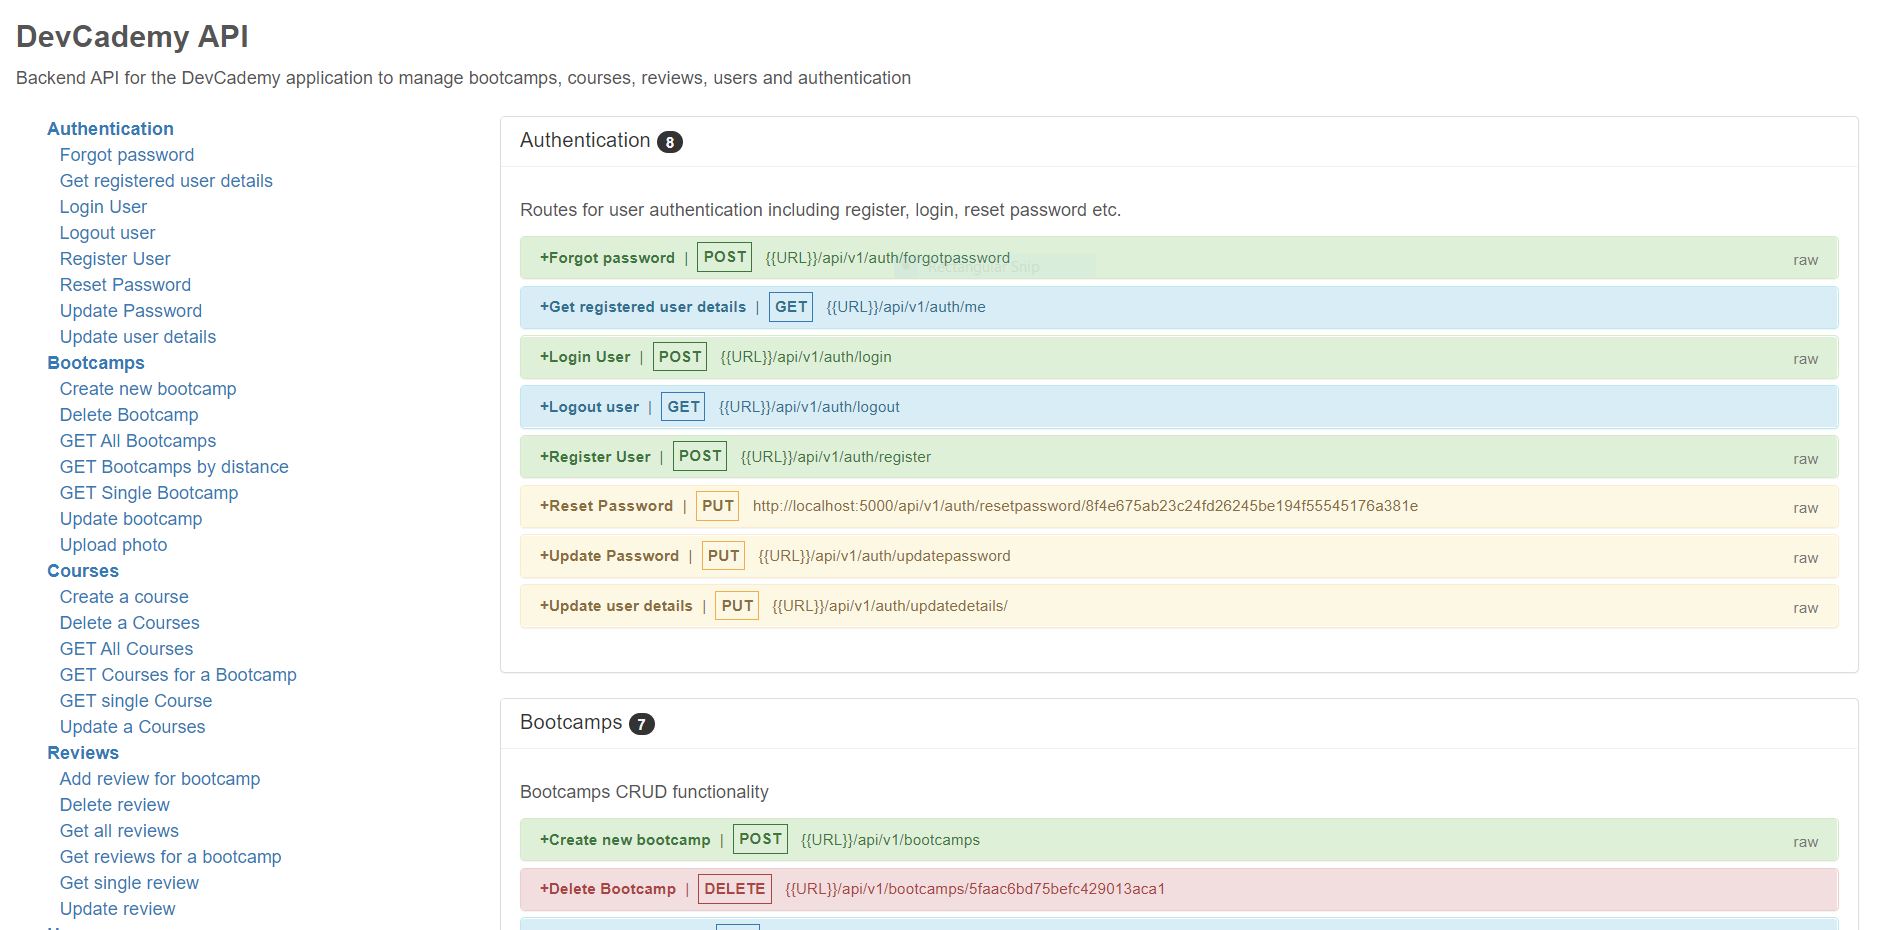 DevCademy API
Backend API for the DevCademy application to manage bootcamps, courses, reviews, users and authentication
Authentication
Forgot password
Get registered user details
Login User
Logout user
Register User
Reset Password
Update Password
Update user details
Bootcamps
Create new bootcamp
Delete Bootcamp
GET All Bootcamps
GET Bootcamps by distance
GET Single Bootcamp
Update bootcamp
Upload photo
Courses
Create a course
Delete a Courses
GET All Courses
GET Courses for a Bootcamp
GET single Course
Update a Courses
Reviews
Add review for bootcamp
Delete review
Get all reviews
Get reviews for a bootcamp
Get single review
Update review
Authentication 8
Routes for user authentication including register, login, reset password etc.
+Forgot password | POST {{URL}}/api/v1/auth/forgotpassword raw
Rectangular Snip
+Get registered user details | GET {{URL}}/api/v1/auth/me
+Login User | POST {{URL}}/api/v1/auth/login raw
+Logout user | GET {{URL}}/api/v1/auth/logout
+Register User | POST {{URL}}/api/v1/auth/register raw
+Reset Password | PUT http://localhost:5000/api/v1/auth/resetpassword/8f4e675ab23c24fd26245be194f55545176a381e raw
+Update Password | PUT {{URL}}/api/v1/auth/updatepassword raw
+Update user details | PUT {{URL}}/api/v1/auth/updatedetails/ raw
Bootcamps 7
Bootcamps CRUD functionality
+Create new bootcamp | POST {{URL}}/api/v1/bootcamps raw
+Delete Bootcamp | DELETE {{URL}}/api/v1/bootcamps/5faac6bd75befc429013aca1